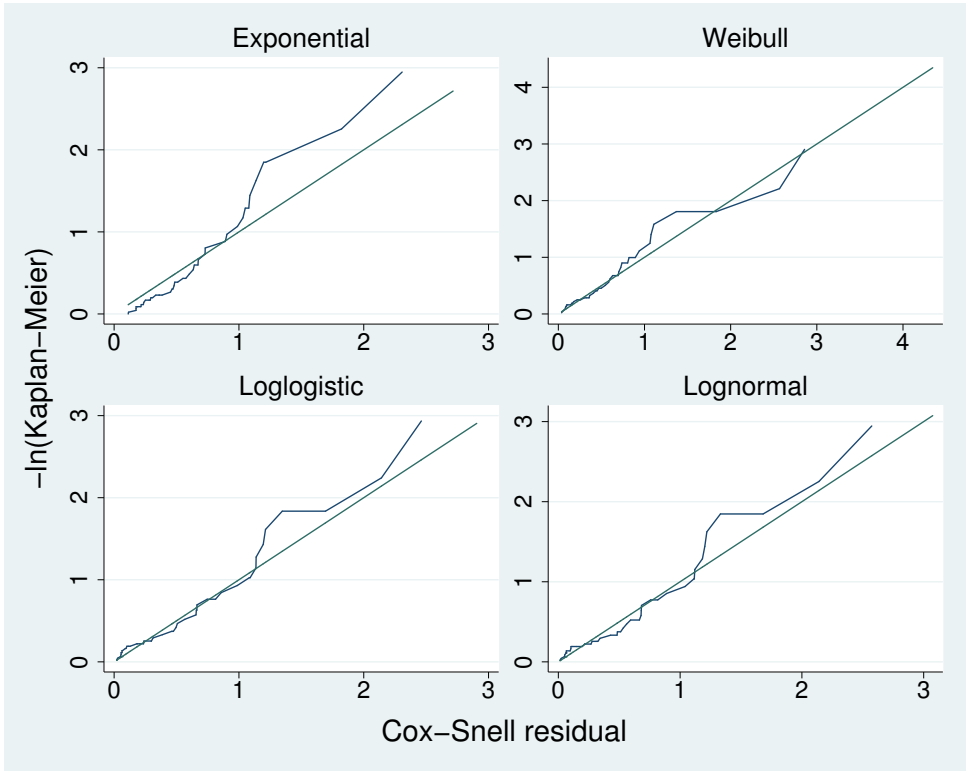 Exponential
Weibull
3
2
1
0
0 1 2 3
4
3
2
1
0
0 1 2 3 4
Loglogistic
Lognormal
3
2
1
0
0 1 2 3
3
2
1
0
0 1 2 3
−ln(Kaplan−Meier)
Cox−Snell residual